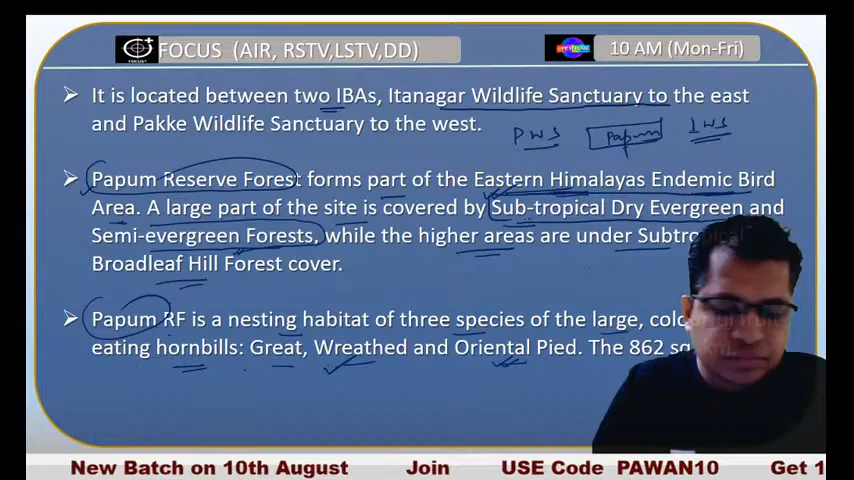 FOCUS (AIR, RSTV,LSTV,DD)
10 AM (Mon-Fri)
It is located between two IBAs, Itanagar Wildlife Sanctuary to the east
and Pakke Wildlife Sanctuary to the west.
PWS Papum IWS
Papum Reserve Forest forms part of the Eastern Himalayas Endemic Bird
Area. A large part of the site is covered by Sub-tropical Dry Evergreen and
Semi-evergreen Forests, while the higher areas are under
Broadleaf Hill Forest cover.
Papum RF is a nesting habitat of three species of the large,
eating hornbills: Great, Wreathed and Oriental Pied. The 862
New Batch on 10th August Join USE Code PAWAN10 Get 1